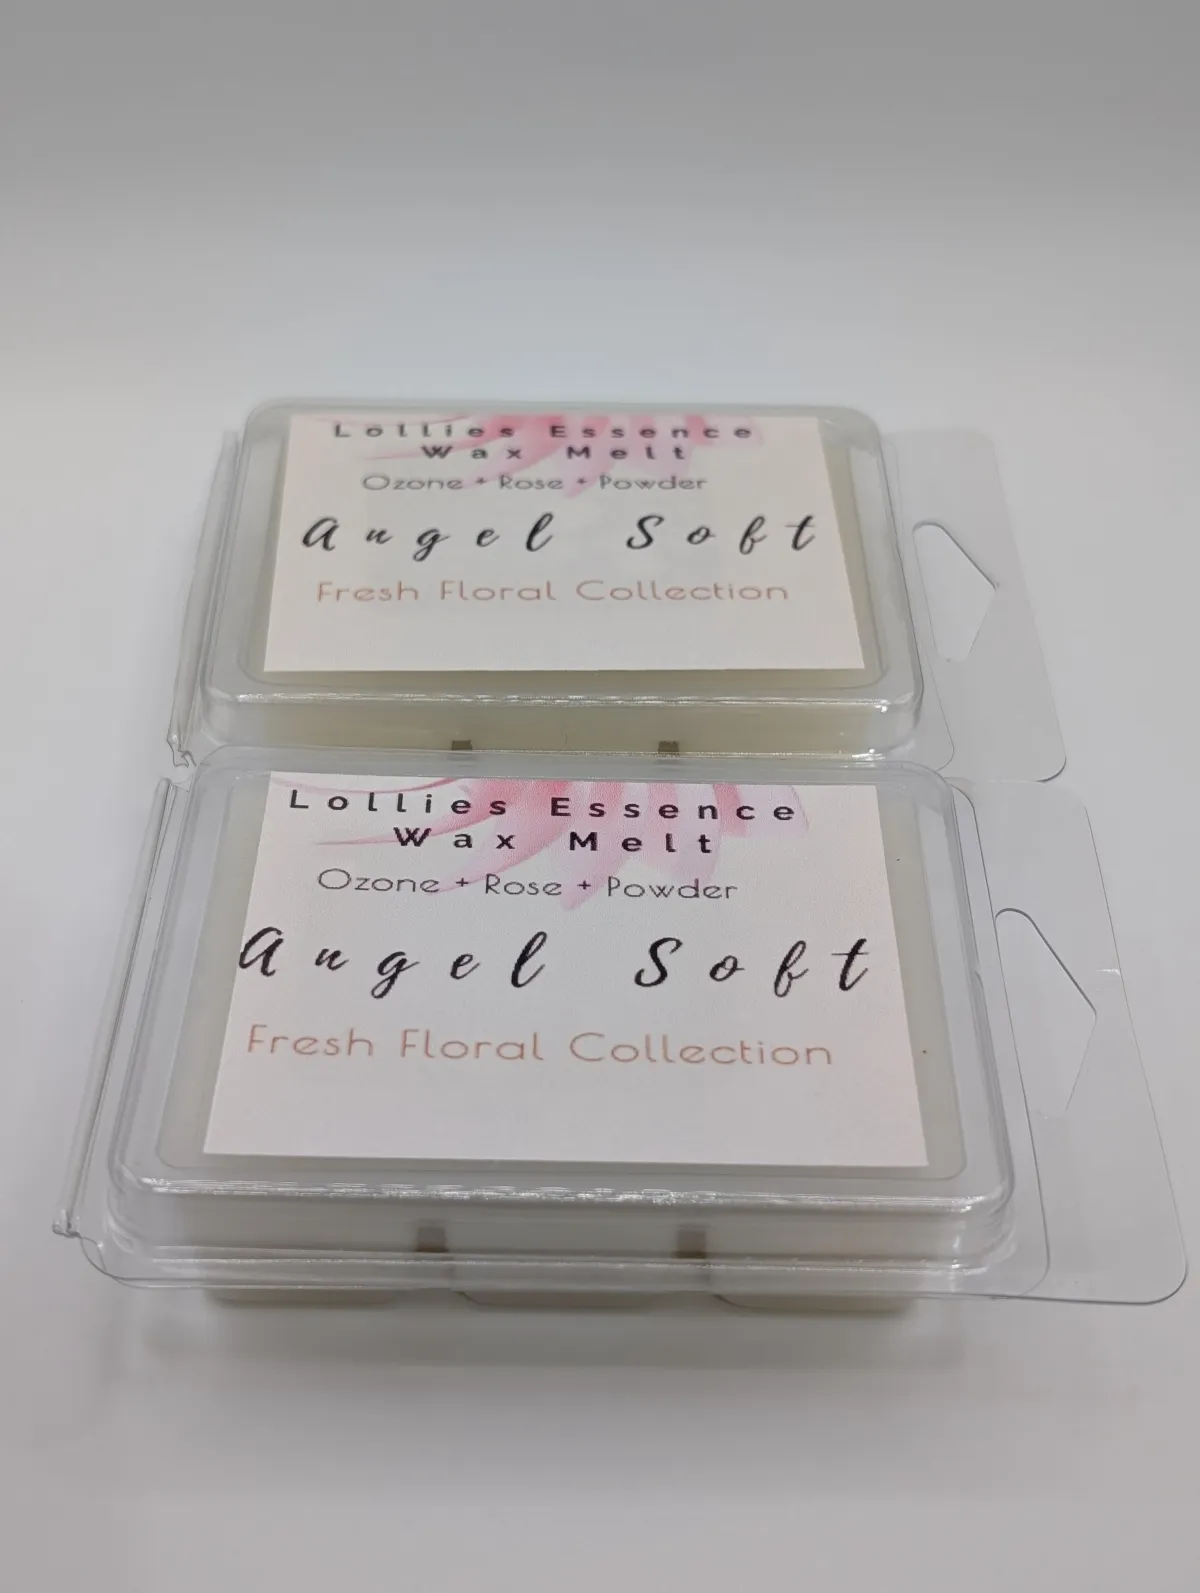 Lollies Essence
Wax Melt
Ozone + Rose + Powder
Angel Soft
Fresh Floral Collection
Lollies Essence
Wax Melt
Ozone + Rose + Powder
Angel Soft
Fresh Floral Collection